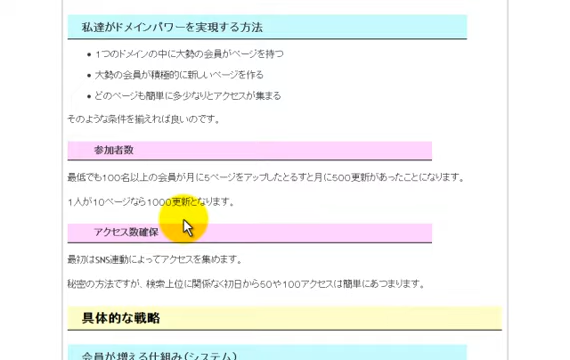 私達がドメインパワーを実現する方法
● 1つのドメインの中に大勢の会員がページを持つ
● 大勢の会員が積極的に新しいページを作る
● どのページも簡単に多少なりとアクセスが集まる
そのような条件を揃えれば良いのです。
参加者数
最低でも100名以上の会員が月に5ページをアップしたとるすと月に500更新があったことになります。
1人が10ページなら1000更新となります。
アクセス数確保
最初はSNS連動によってアクセスを集めます。
秘密の方法ですが、検索上位に関係なく初日から50や100アクセスは簡単にあつまります。
具体的な戦略
会員が増える仕組み(システム)